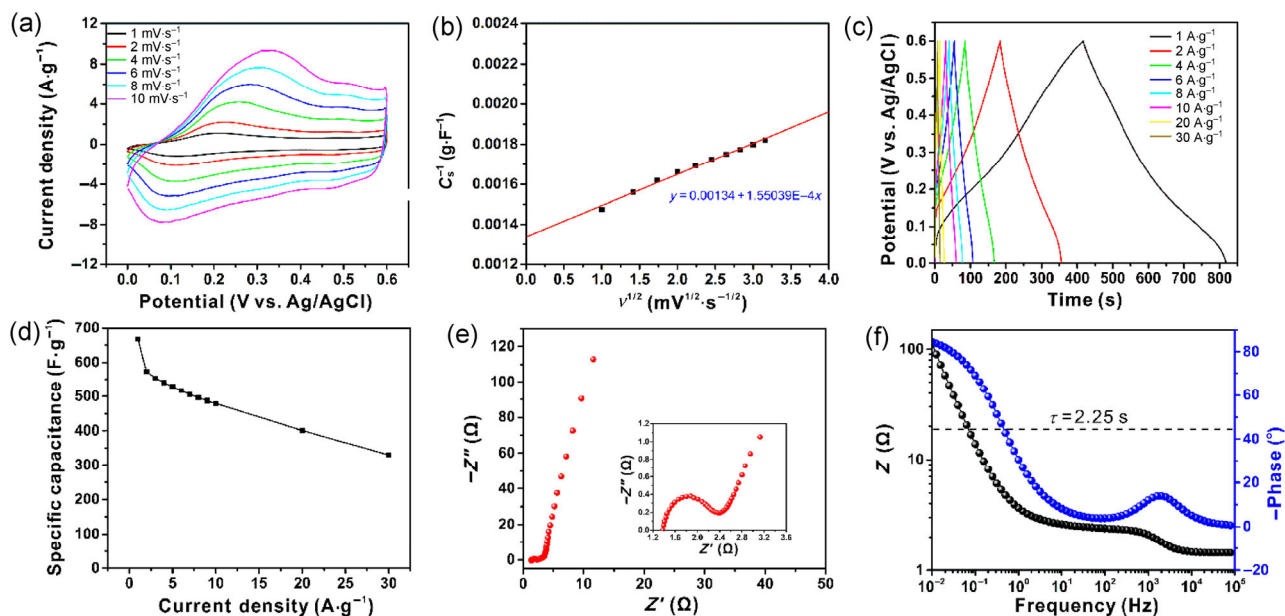 (a)
1 mV·s⁻¹
2 mV·s⁻¹
4 mV·s⁻¹
6 mV·s⁻¹
8 mV·s⁻¹
10 mV·s⁻¹
12
8
4
0
–4
–8
–12
Current density (A·g⁻¹)
0.0 0.1 0.2 0.3 0.4 0.5 0.6
Potential (V vs. Ag/AgCl)
(b)
0.0024
0.0022
0.0020
0.0018
0.0016
0.0014
0.0012
Cₛ⁻¹ (g·F⁻¹)
y = 0.00134 + 1.55039E–4x
0.0 0.5 1.0 1.5 2.0 2.5 3.0 3.5 4.0
V^1/2 (mV^1/2·s^–1/2)
(c)
1 A·g⁻¹
2 A·g⁻¹
4 A·g⁻¹
6 A·g⁻¹
8 A·g⁻¹
10 A·g⁻¹
20 A·g⁻¹
30 A·g⁻¹
0.7
0.6
0.5
0.4
0.3
0.2
0.1
0.0
Potential (V vs. Ag/AgCl)
0 100 200 300 400 500 600 700 800
Time (s)
(d)
700
600
500
400
300
200
100
0
Specific capacitance (F·g⁻¹)
0 5 10 15 20 25 30
Current density (A·g⁻¹)
(e)
140
120
100
80
60
40
20
0
–Z″ (Ω)
1.2
1.0
0.8
0.6
0.4
0.2
0.0
–Z″ (Ω)
1.2 1.8 2.4 3.0 3.6
Z′ (Ω)
0 10 20 30 40 50
Z′ (Ω)
(f)
100
10
1
Z (Ω)
τ = 2.25 s
80
60
40
20
0
–20
–Phase (°)
10⁻² 10⁻¹ 10⁰ 10¹ 10² 10³ 10⁴ 10⁵
Frequency (Hz)